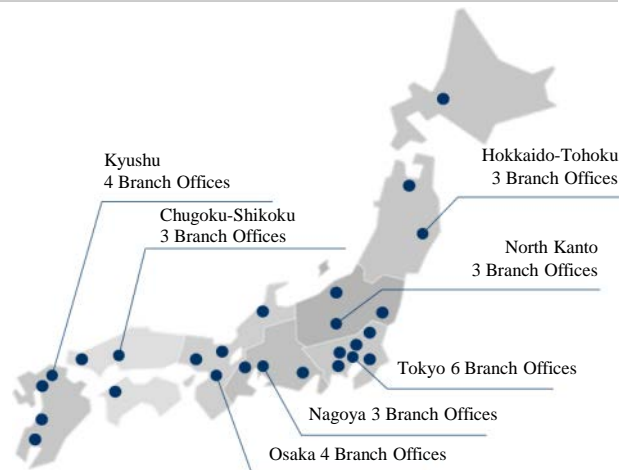 Kyushu
4 Branch Offices
Chugoku-Shikoku
3 Branch Offices
Hokkaido-Tohoku
3 Branch Offices
North Kanto
3 Branch Offices
Tokyo 6 Branch Offices
Nagoya 3 Branch Offices
Osaka 4 Branch Offices